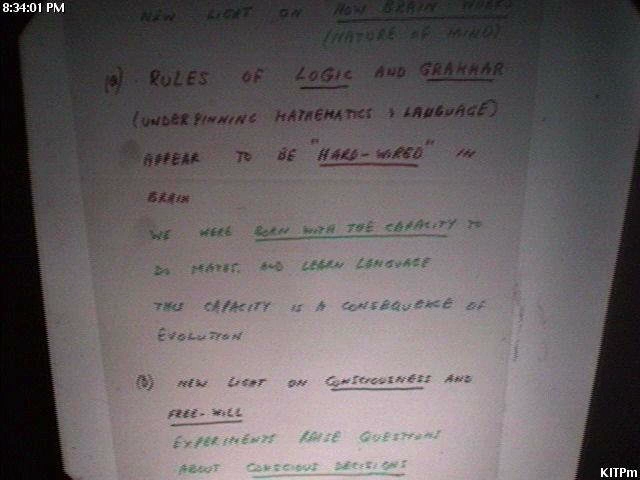 8:34:01 PM
NEW LIGHT ON HOW BRAIN WORKS
(NATURE OF MIND)
(a) RULES OF LOGIC AND GRAMMAR
(UNDERPINNING MATHEMATICS & LANGUAGE)
APPEAR TO BE "HARD-WIRED" IN
BRAIN
WE WERE BORN WITH THE CAPACITY TO
DO MATHS. AND LEARN LANGUAGE
THIS CAPACITY IS A CONSEQUENCE OF
EVOLUTION
(b) NEW LIGHT ON CONSCIOUSNESS AND
FREE-WILL
EXPERIMENTS RAISE QUESTIONS
ABOUT CONSCIOUS DECISIONS
KITPm